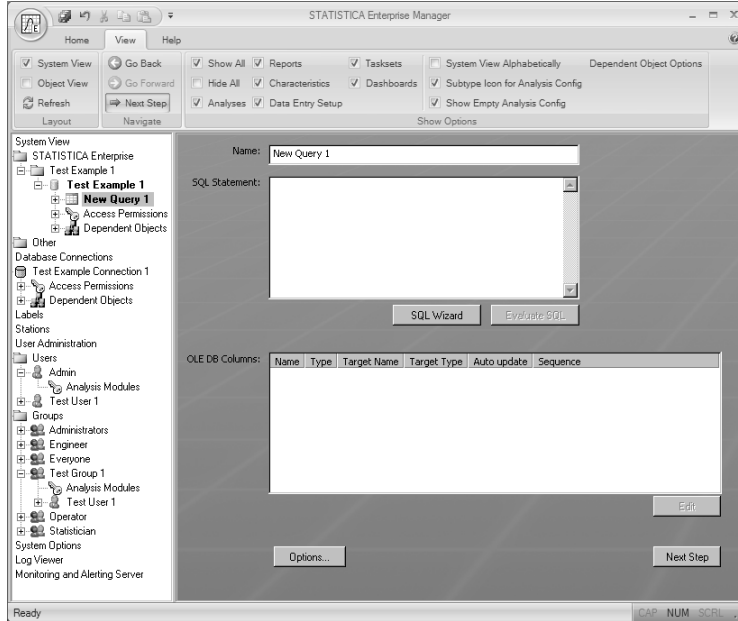 STATISTICA Enterprise Manager
Home View Help
System View
Object View
Refresh
Layout
Go Back
Go Forward
Next Step
Navigate
Show All Reports Tasksets System View Alphabetically Dependent Object Options
Hide All Characteristics Dashboards Subtype Icon for Analysis Config
Analyses Data Entry Setup Show Empty Analysis Config
Show Options
System View
STATISTICA Enterprise
Test Example 1
Test Example 1
New Query 1
Access Permissions
Dependent Objects
Other
Database Connections
Test Example Connection 1
Access Permissions
Dependent Objects
Labels
Stations
User Administration
Users
Admin
Analysis Modules
Test User 1
Groups
Administrators
Engineer
Everyone
Test Group 1
Analysis Modules
Test User 1
Operator
Statistician
System Options
Log Viewer
Monitoring and Alerting Server
Name: New Query 1
SQL Statement:
SQL Wizard Evaluate SQL
OLE DB Columns: Name Type Target Name Target Type Auto update Sequence
Edit
Options... Next Step
Ready CAP NUM SCRL